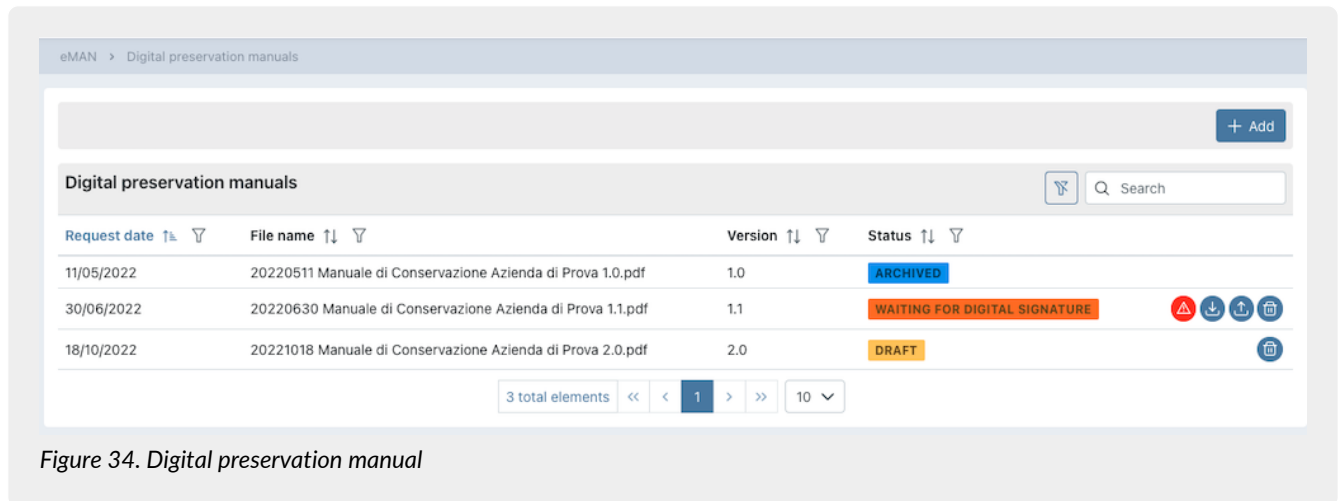 eMAN > Digital preservation manuals
+ Add
Digital preservation manuals
Search
Request date File name Version Status
11/05/2022 20220511 Manuale di Conservazione Azienda di Prova 1.0.pdf 1.0 ARCHIVED
30/06/2022 20220630 Manuale di Conservazione Azienda di Prova 1.1.pdf 1.1 WAITING FOR DIGITAL SIGNATURE
18/10/2022 20221018 Manuale di Conservazione Azienda di Prova 2.0.pdf 2.0 DRAFT
3 total elements << < 1 > >> 10
Figure 34. Digital preservation manual